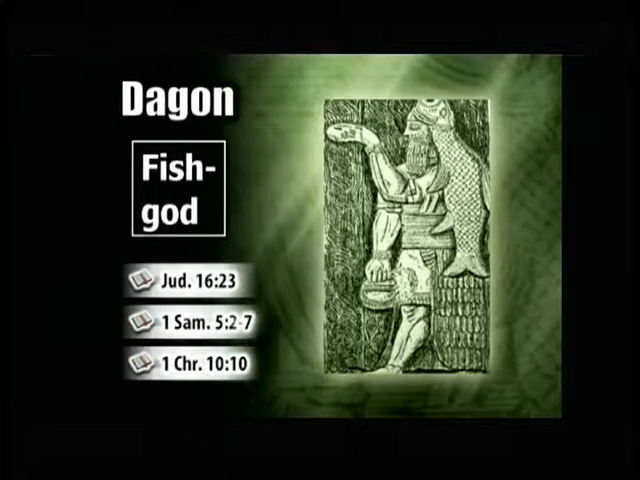 Dagon
Fish-
god
Jud. 16:23
1 Sam. 5:2-7
1 Chr. 10:10